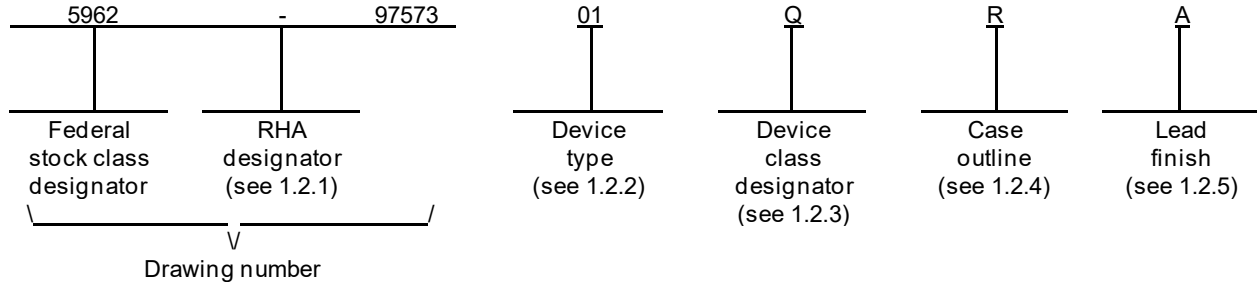 5962 - 97573 01 Q R A
Federal stock class designator
RHA designator (see 1.2.1)
Device type (see 1.2.2)
Device class designator (see 1.2.3)
Case outline (see 1.2.4)
Lead finish (see 1.2.5)
\ /
\/
Drawing number